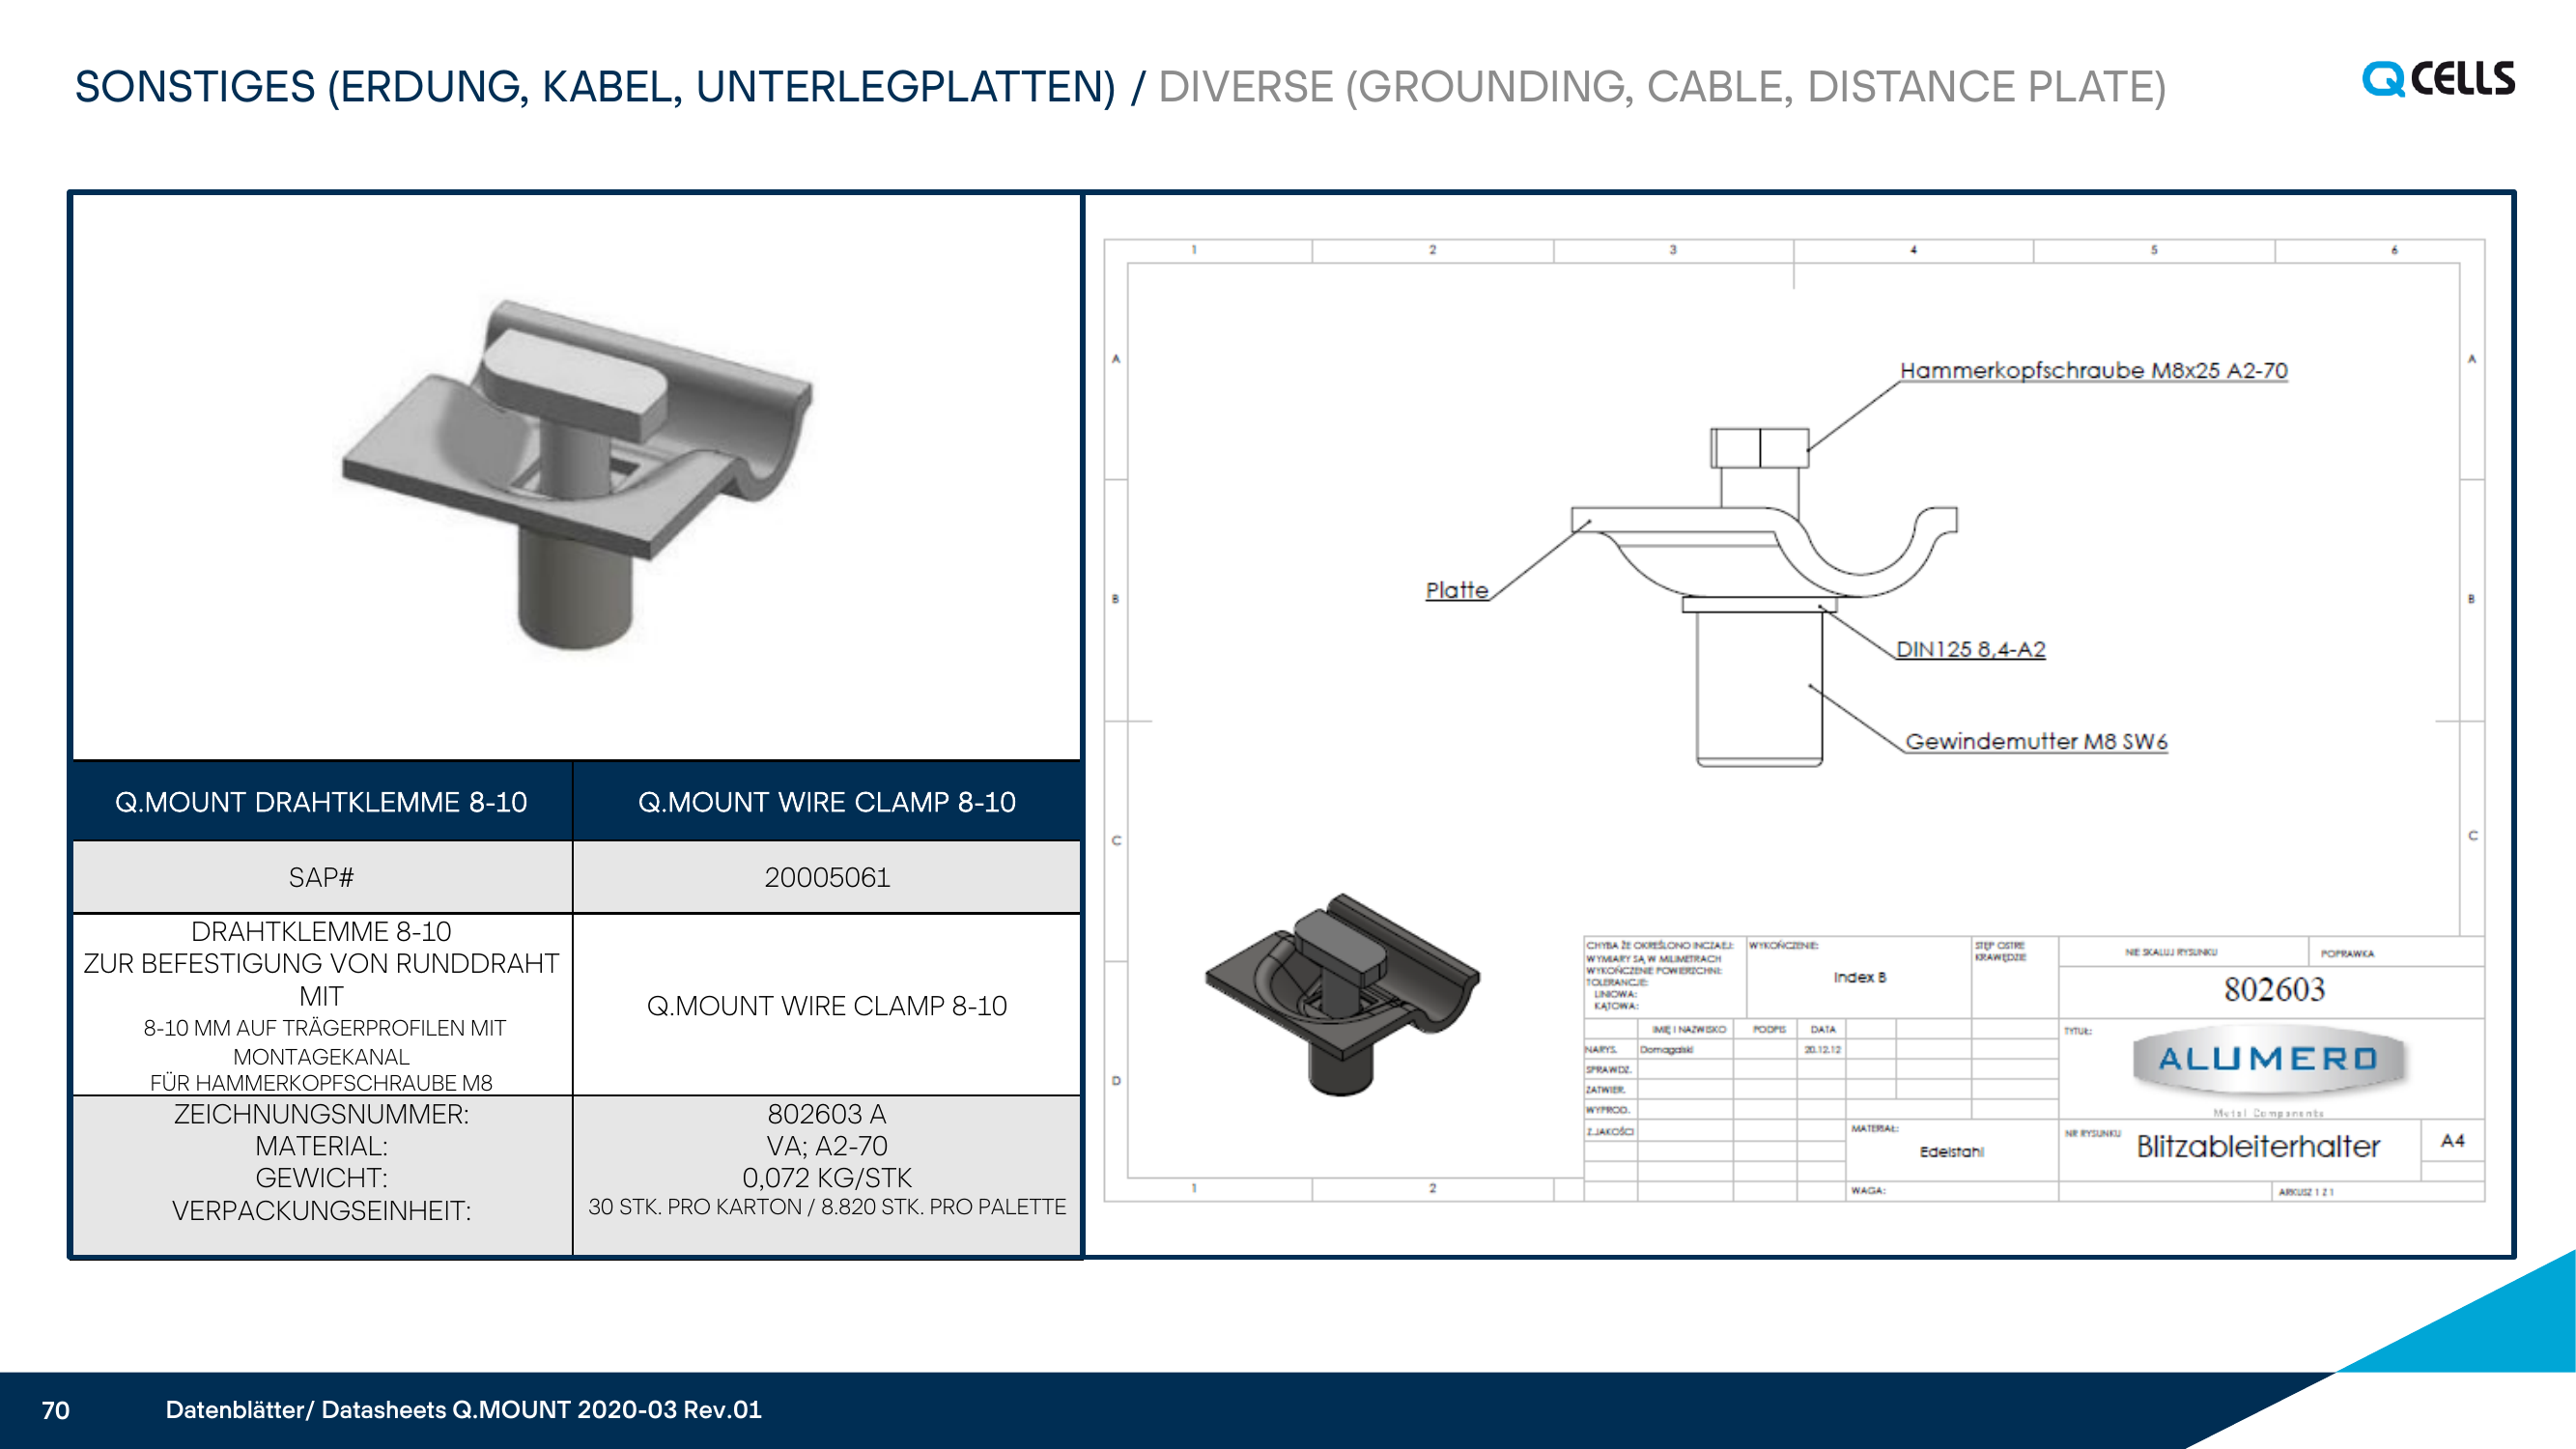 SONSTIGES (ERDUNG, KABEL, UNTERLEGPLATTEN) / DIVERSE (GROUNDING, CABLE, DISTANCE PLATE)
Q CELLS
Q.MOUNT DRAHTKLEMME 8-10
Q.MOUNT WIRE CLAMP 8-10
SAP#
20005061
DRAHTKLEMME 8-10
ZUR BEFESTIGUNG VON RUNDDRAHT
MIT
8-10 MM AUF TRÄGERPROFILEN MIT
MONTAGEKANAL
FÜR HAMMERKOPFSCHRAUBE M8
Q.MOUNT WIRE CLAMP 8-10
ZEICHNUNGSNUMMER:
MATERIAL:
GEWICHT:
VERPACKUNGSEINHEIT:
802603 A
VA; A2-70
0,072 KG/STK
30 STK. PRO KARTON / 8.820 STK. PRO PALETTE
1 2 3 4 5 6
A A
Hammerkopfschraube M8x25 A2-70
Platte
B B
DIN125 8,4-A2
Gewindemutter M8 SW6
C C
D
1 2
CHYBA ŻE OKREŚLONO INCZAEJ:
WYMIARY SĄ W MILIMETRACH
WYKOŃCZENIE POWIERZCHNI:
TOLERANCJE:
LINIOWA:
KĄTOWA:
WYKOŃCZENIE:
Index B
STĘP OSTRE
KRAWĘDZIE
NIE SKALUJ RYSUNKU
POPRAWKA
802603
IMIĘ I NAZWISKO
PODPIS
DATA
NARYS.
Domagalski
20.12.12
SPRAWDZ.
ZATWIER.
WYPROD.
Z.JAKOŚCI
TYTUŁ:
ALUMERO
Metal Components
MATERIAŁ:
Edelstahl
NR RYSUNKU
Blitzableiterhalter
A4
WAGA:
ARKUSZ 1 Z 1
70
Datenblätter/ Datasheets Q.MOUNT 2020-03 Rev.01